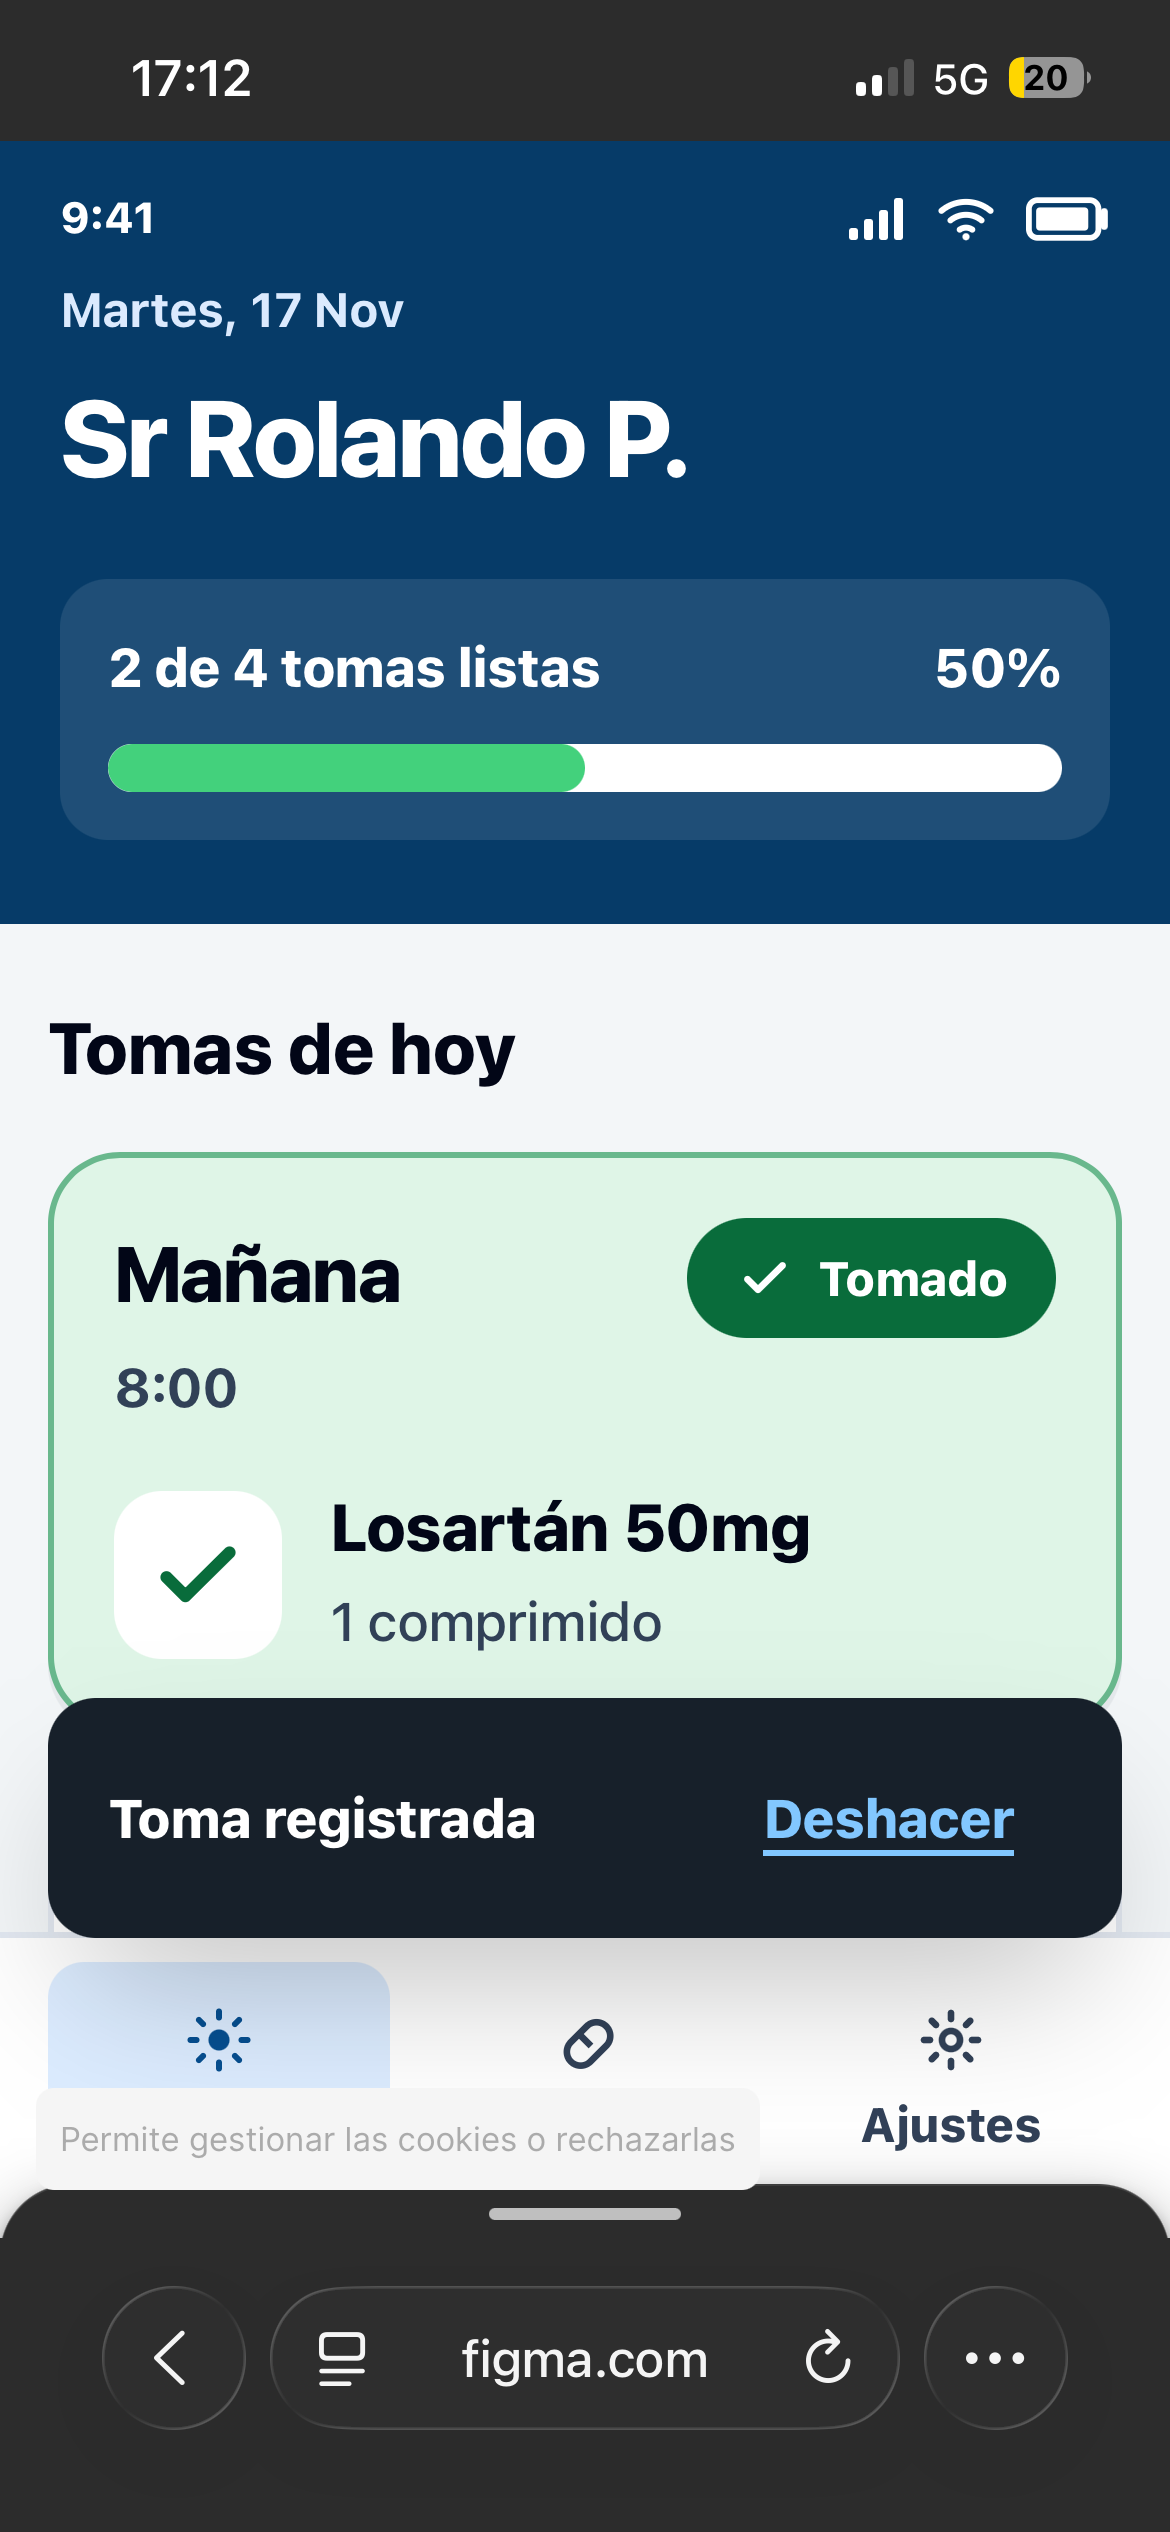 17:12
5G 20
9:41
Martes, 17 Nov
Sr Rolando P.
2 de 4 tomas listas 50%
Tomas de hoy
Mañana
Tomado
8:00
Losartán 50mg
1 comprimido
Toma registrada Deshacer
Ajustes
Permite gestionar las cookies o rechazarlas
figma.com